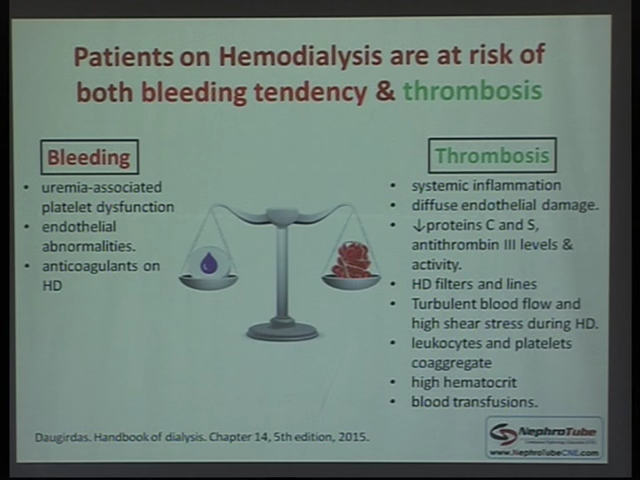 Patients on Hemodialysis are at risk of
both bleeding tendency & thrombosis
Bleeding
• uremia-associated
platelet dysfunction
• endothelial
abnormalities.
• anticoagulants on
HD
Thrombosis
• systemic inflammation
• diffuse endothelial damage.
• ↓proteins C and S,
antithrombin III levels &
activity.
• HD filters and lines
• Turbulent blood flow and
high shear stress during HD.
• leukocytes and platelets
coaggregate
• high hematocrit
• blood transfusions.
Daugirdas. Handbook of dialysis. Chapter 14, 5th edition, 2015.
NephroTube
www.NephroTubeCNE.com